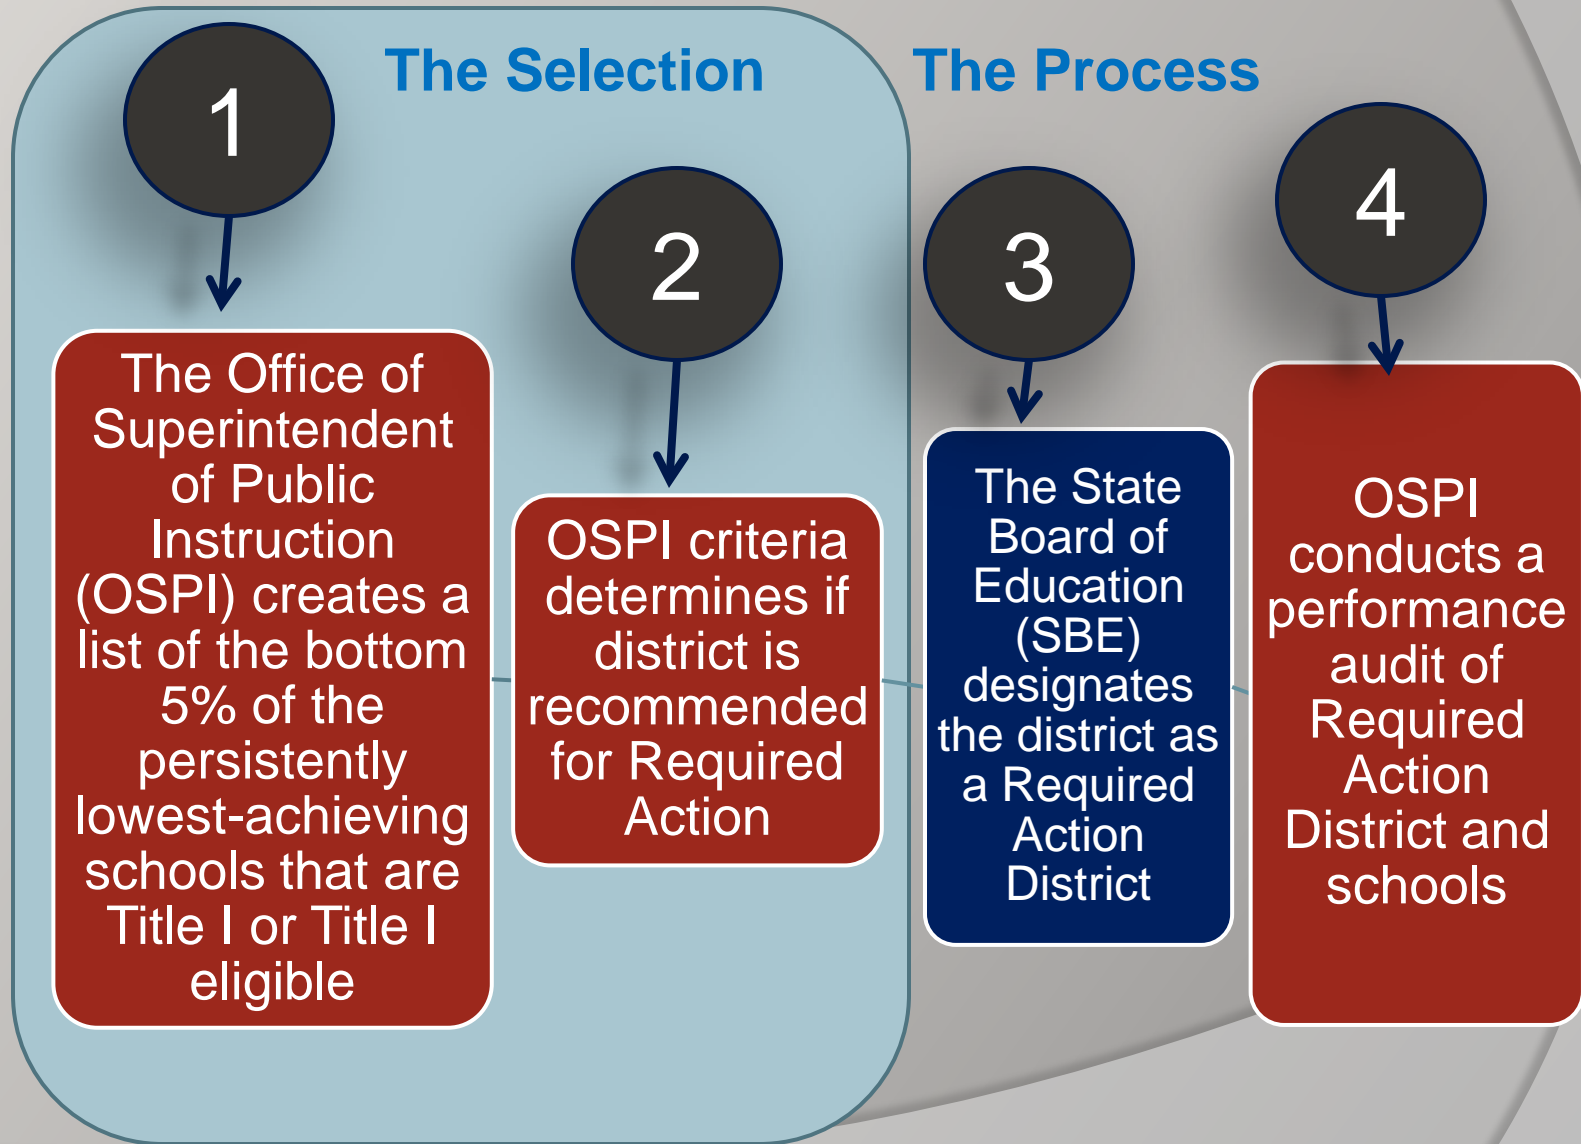 The Selection
The Process
1
The Office of
Superintendent
of Public
Instruction
(OSPI) creates a
list of the bottom
5% of the
persistently
lowest-achieving
schools that are
Title I or Title I
eligible
2
OSPI criteria
determines if
district is
recommended
for Required
Action
3
The State
Board of
Education
(SBE)
designates
the district as
a Required
Action
District
4
OSPI
conducts a
performance
audit of
Required
Action
District and
schools